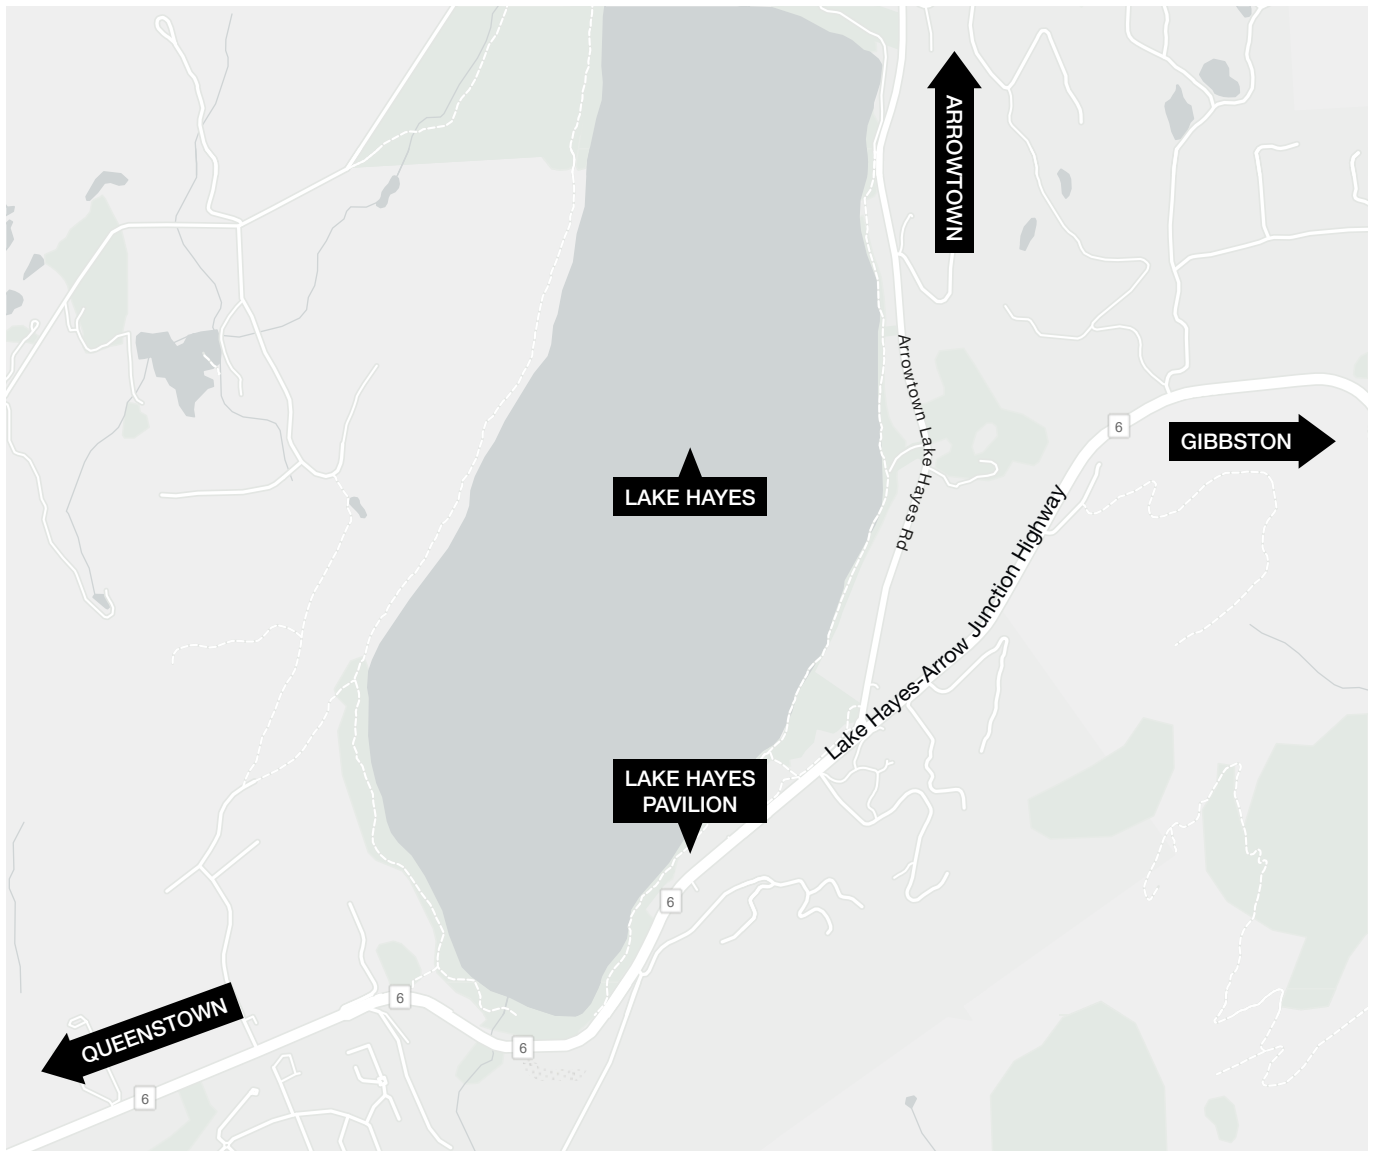 ARROWTOWN
Arrowtown Lake Hayes Rd
6
GIBBSTON
LAKE HAYES
Lake Hayes-Arrow Junction Highway
LAKE HAYES
PAVILION
6
6
QUEENSTOWN
6
6